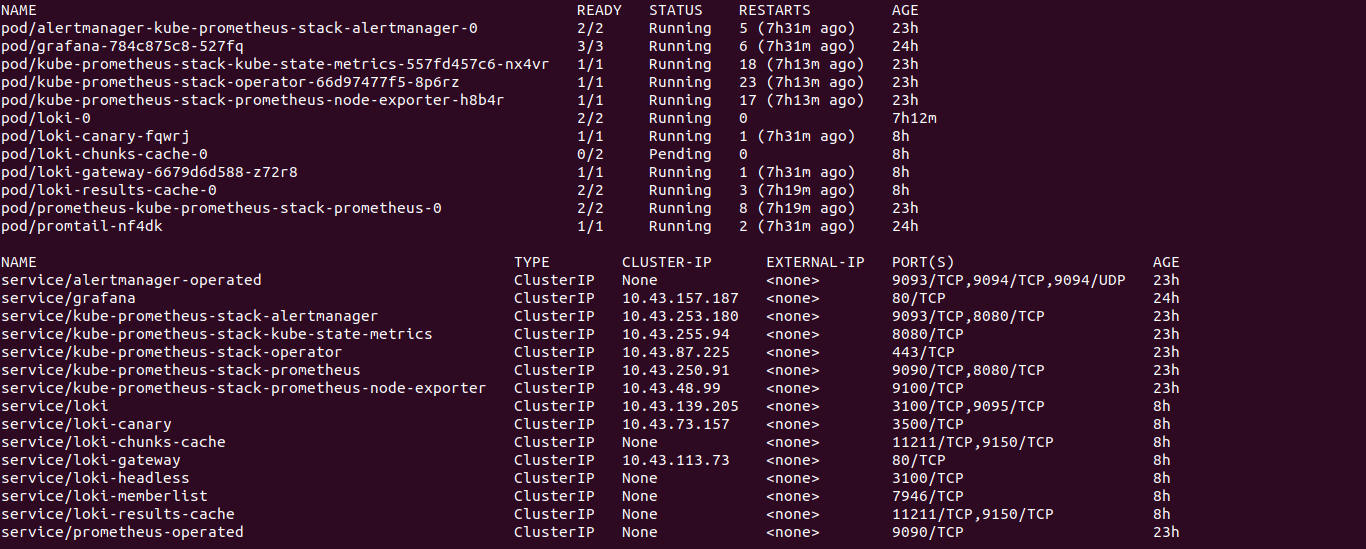 NAME READY STATUS RESTARTS AGE
pod/alertmanager-kube-prometheus-stack-alertmanager-0 2/2 Running 5 (7h31m ago) 23h
pod/grafana-784c875c8-527fq 3/3 Running 6 (7h31m ago) 24h
pod/kube-prometheus-stack-kube-state-metrics-557fd457c6-nx4vr 1/1 Running 18 (7h13m ago) 23h
pod/kube-prometheus-stack-operator-66d97477f5-8p6rz 1/1 Running 23 (7h13m ago) 23h
pod/kube-prometheus-stack-prometheus-node-exporter-h8b4r 1/1 Running 17 (7h13m ago) 23h
pod/loki-0 2/2 Running 0 7h12m
pod/loki-canary-fqwrj 1/1 Running 1 (7h31m ago) 8h
pod/loki-chunks-cache-0 0/2 Pending 0 8h
pod/loki-gateway-6679d6d588-z72r8 1/1 Running 1 (7h31m ago) 8h
pod/loki-results-cache-0 2/2 Running 3 (7h19m ago) 8h
pod/prometheus-kube-prometheus-stack-prometheus-0 2/2 Running 8 (7h19m ago) 23h
pod/promtail-nf4dk 1/1 Running 2 (7h31m ago) 24h
NAME TYPE CLUSTER-IP EXTERNAL-IP PORT(S) AGE
service/alertmanager-operated ClusterIP None <none> 9093/TCP,9094/TCP,9094/UDP 23h
service/grafana ClusterIP 10.43.157.187 <none> 80/TCP 24h
service/kube-prometheus-stack-alertmanager ClusterIP 10.43.253.180 <none> 9093/TCP,8080/TCP 23h
service/kube-prometheus-stack-kube-state-metrics ClusterIP 10.43.255.94 <none> 8080/TCP 23h
service/kube-prometheus-stack-operator ClusterIP 10.43.87.225 <none> 443/TCP 23h
service/kube-prometheus-stack-prometheus ClusterIP 10.43.250.91 <none> 9090/TCP,8080/TCP 23h
service/kube-prometheus-stack-prometheus-node-exporter ClusterIP 10.43.48.99 <none> 9100/TCP 23h
service/loki ClusterIP 10.43.139.205 <none> 3100/TCP,9095/TCP 8h
service/loki-canary ClusterIP 10.43.73.157 <none> 3500/TCP 8h
service/loki-chunks-cache ClusterIP None <none> 11211/TCP,9150/TCP 8h
service/loki-gateway ClusterIP 10.43.113.73 <none> 80/TCP 8h
service/loki-headless ClusterIP None <none> 3100/TCP 8h
service/loki-memberlist ClusterIP None <none> 7946/TCP 8h
service/loki-results-cache ClusterIP None <none> 11211/TCP,9150/TCP 8h
service/prometheus-operated ClusterIP None <none> 9090/TCP 23h